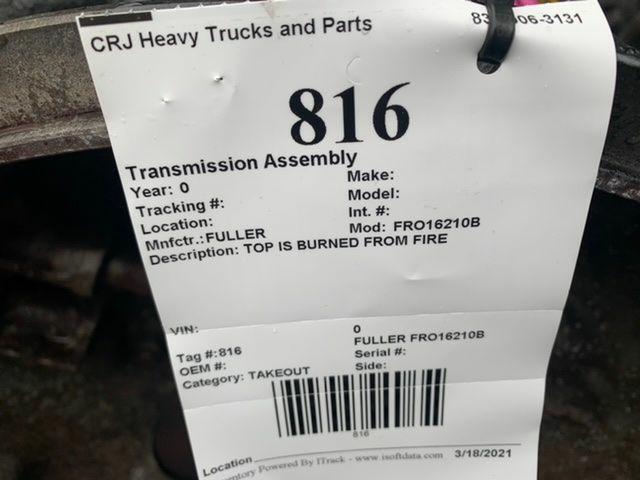 CRJ Heavy Trucks and Parts
816
Transmission Assembly
Year: 0 Make:
Tracking #: Model:
Location: Int. #:
Mnfctr.: FULLER Mod: FRO16210B
Description: TOP IS BURNED FROM FIRE
VIN: 0
FULLER FRO16210B
Tag #:816 Serial #:
OEM #: Side:
Category: TAKEOUT
816
Location
Powered By ITrack - www.isoftdata.com 3/18/2021